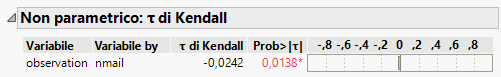 Non parametrico: τ di Kendall
Variabile Variabile by τ di Kendall Prob>|τ| -,8 -,6 -,4 -,2 0 ,2 ,4 ,6 ,8
observation nmail -0,0242 0,0138*